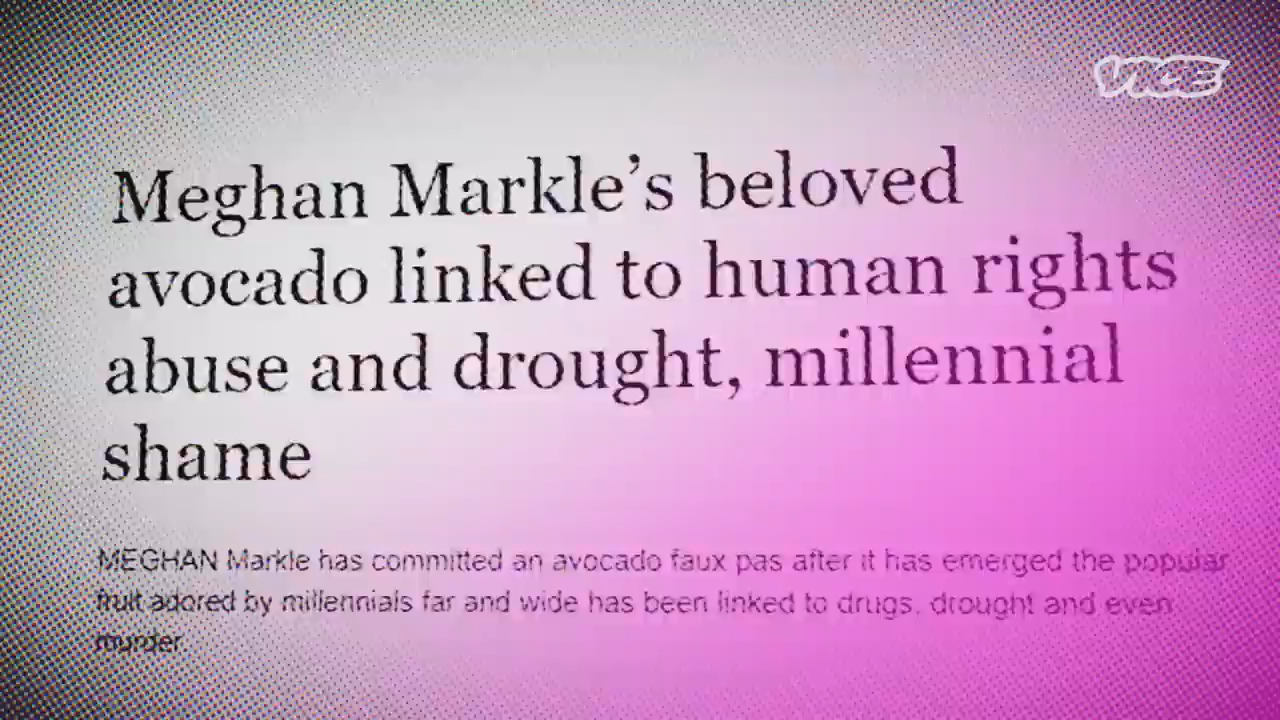 VICE
Meghan Markle's beloved
avocado linked to human rights
abuse and drought, millennial
shame
MEGHAN Markle has committed an avocado faux pas after it has emerged the popular
fruit adored by millennials far and wide has been linked to drugs, drought and even
murder.